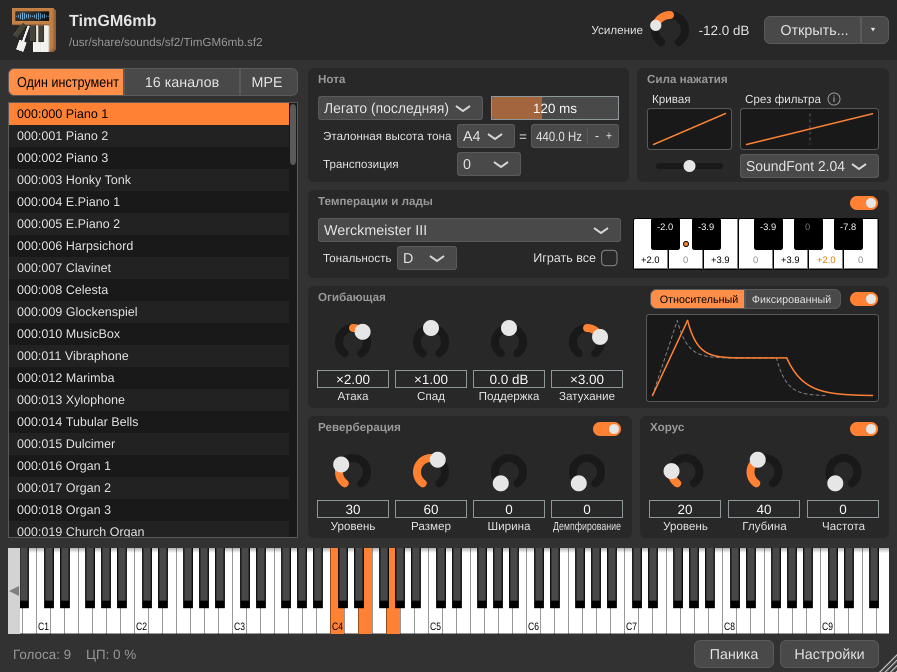 TimGM6mb
/usr/share/sounds/sf2/TimGM6mb.sf2
Усиление
-12.0 dB
Открыть...
Один инструмент
16 каналов
MPE
000:000 Piano 1
000:001 Piano 2
000:002 Piano 3
000:003 Honky Tonk
000:004 E.Piano 1
000:005 E.Piano 2
000:006 Harpsichord
000:007 Clavinet
000:008 Celesta
000:009 Glockenspiel
000:010 MusicBox
000:011 Vibraphone
000:012 Marimba
000:013 Xylophone
000:014 Tubular Bells
000:015 Dulcimer
000:016 Organ 1
000:017 Organ 2
000:018 Organ 3
000:019 Church Organ
Нота
Легато (последняя)
120 ms
Эталонная высота тона
A4
=
440.0 Hz
- +
Транспозиция
0
Сила нажатия
Кривая
Срез фильтра
SoundFont 2.04
Темперации и лады
Werckmeister III
Тональность
D
Играть все
-2.0 -3.9 -3.9 0 -7.8
+2.0 0 +3.9 0 +3.9 +2.0 0
Огибающая
Относительный
Фиксированный
×2.00
×1.00
0.0 dB
×3.00
Атака
Спад
Поддержка
Затухание
Реверберация
30
60
0
0
Уровень
Размер
Ширина
Демпфирование
Хорус
20
40
0
Уровень
Глубина
Частота
C1 C2 C3 C4 C5 C6 C7 C8 C9
Голоса: 9
ЦП: 0 %
Паника
Настройки